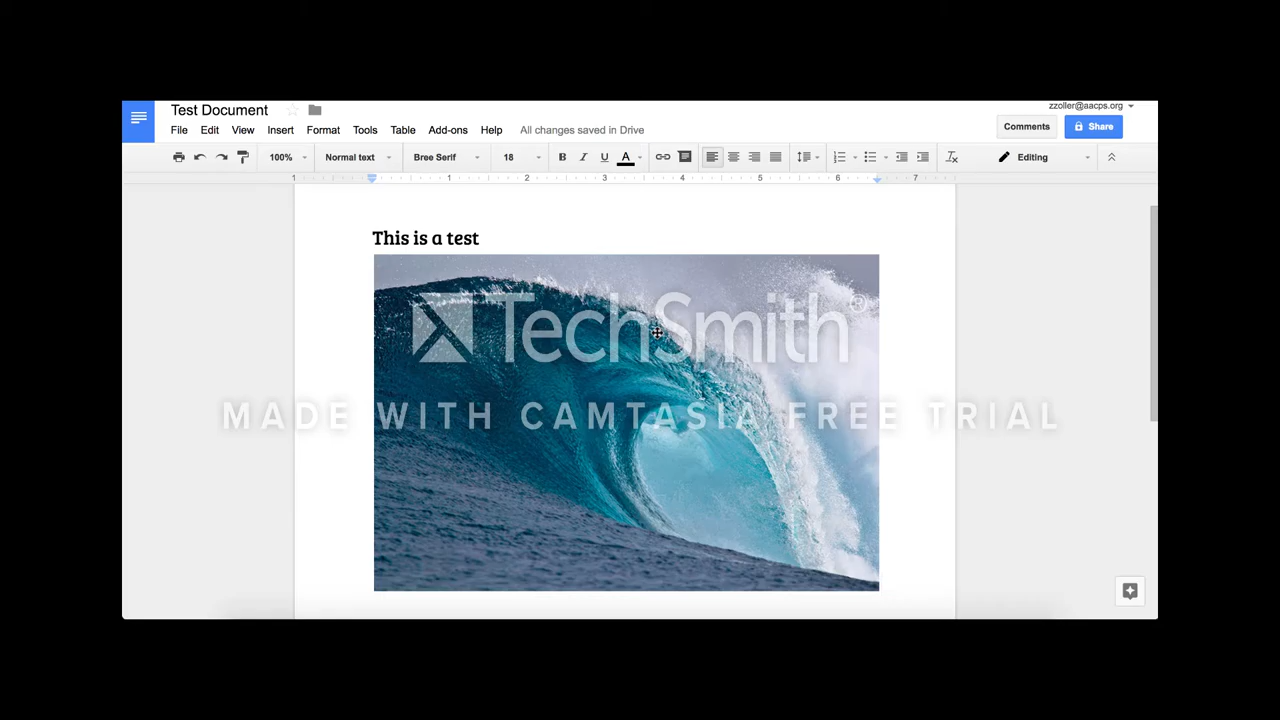 Test Document
zzoller@aacps.org
File Edit View Insert Format Tools Table Add-ons Help All changes saved in Drive
Comments Share
100% Normal text Bree Serif 18 B I U A Editing
1 1 2 3 4 5 6 7
This is a test
TechSmith®
MADE WITH CAMTASIA FREE TRIAL